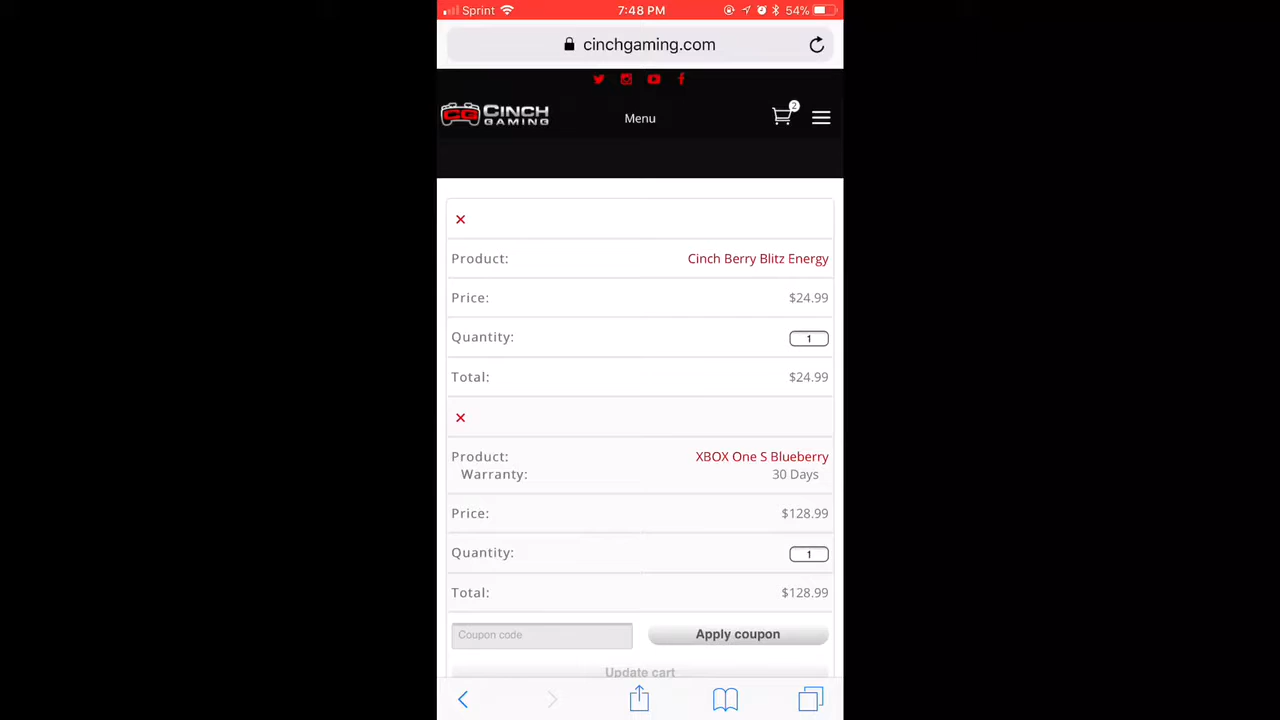 Sprint 7:48 PM 54%
cinchgaming.com
CG CINCH GAMING
Menu
2
×
Product: Cinch Berry Blitz Energy
Price: $24.99
Quantity: 1
Total: $24.99
×
Product: XBOX One S Blueberry
Warranty: 30 Days
Price: $128.99
Quantity: 1
Total: $128.99
Coupon code Apply coupon
Update cart